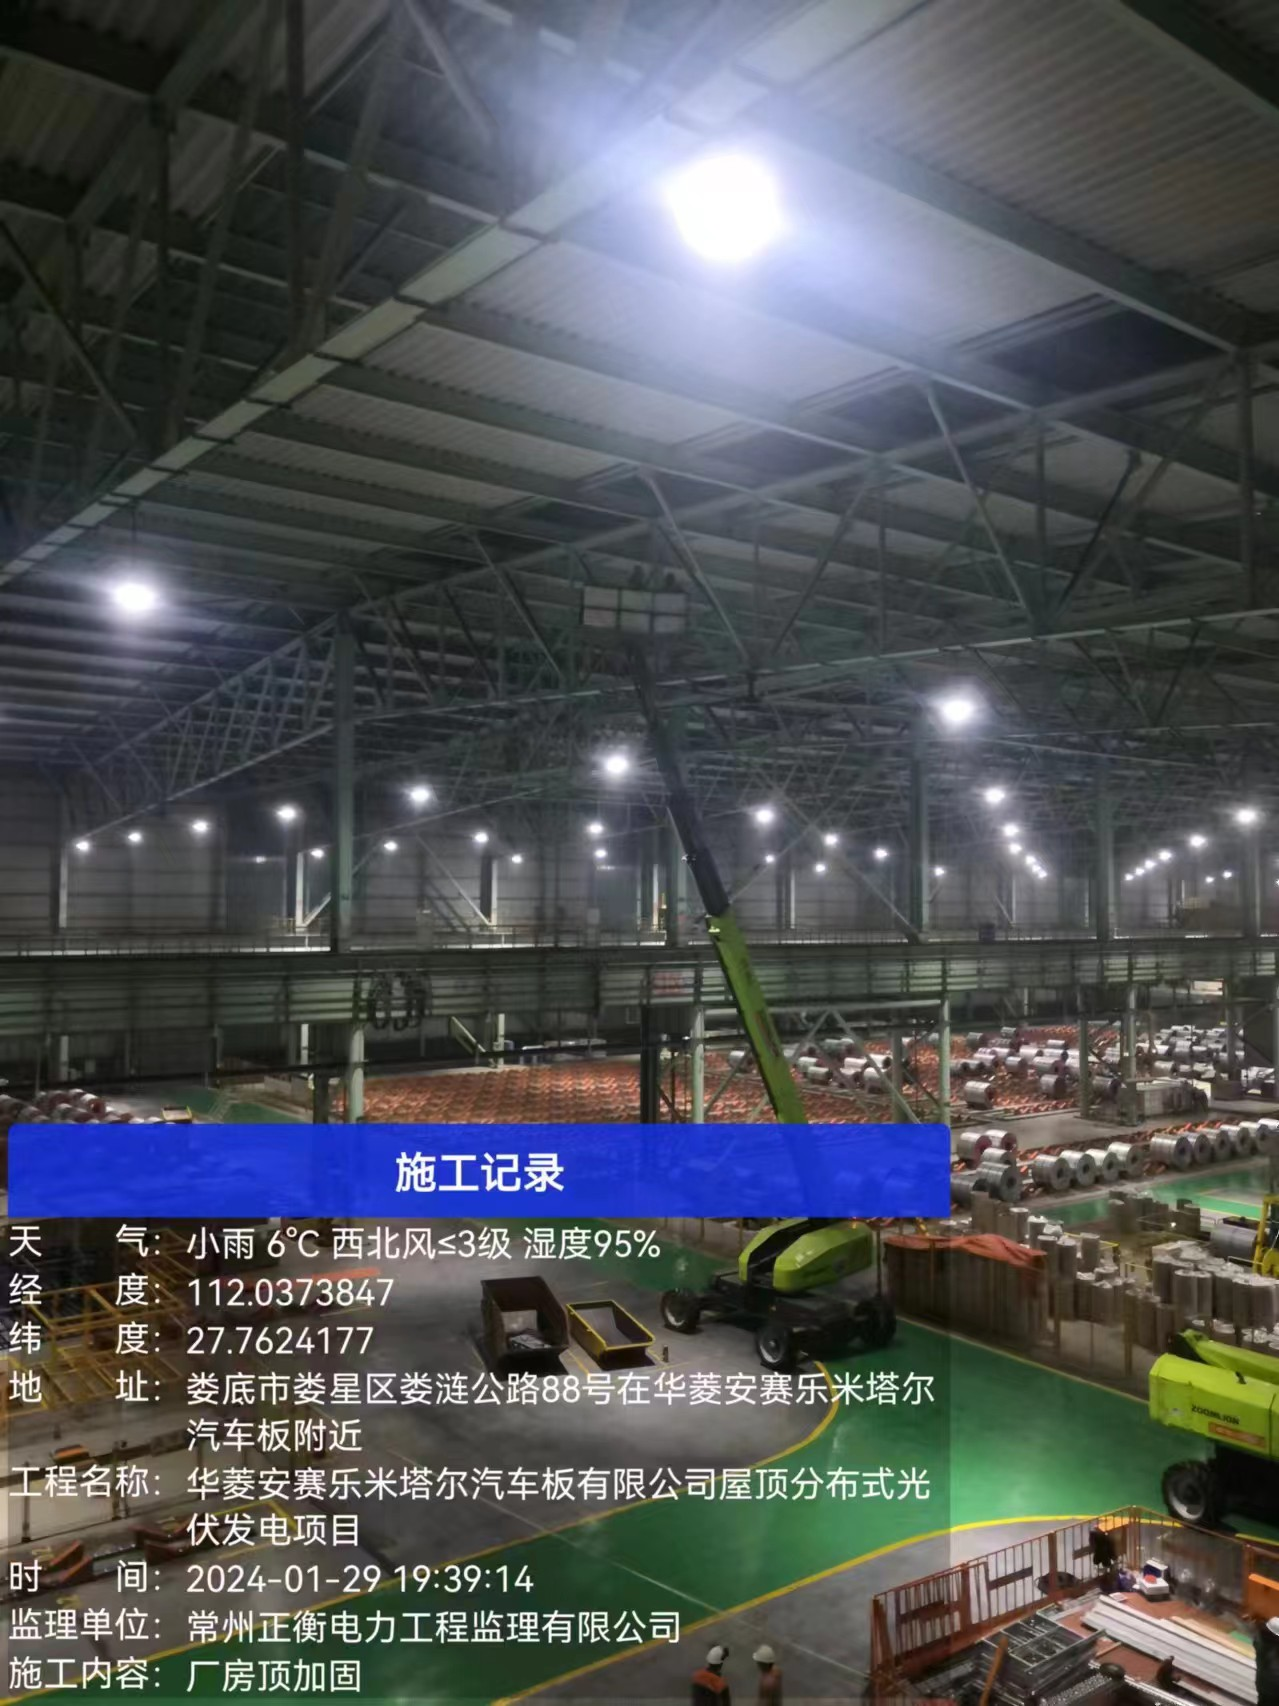 施工记录
天气：小雨 6℃ 西北风≤3级 湿度95%
经度：112.0373847
纬度：27.7624177
地址：娄底市娄星区娄涟公路88号在华菱安赛乐米塔尔
汽车板附近
工程名称：华菱安赛乐米塔尔汽车板有限公司屋顶分布式光
伏发电项目
时间：2024-01-29 19:39:14
监理单位：常州正衡电力工程监理有限公司
施工内容：厂房顶加固
ZOOMLION